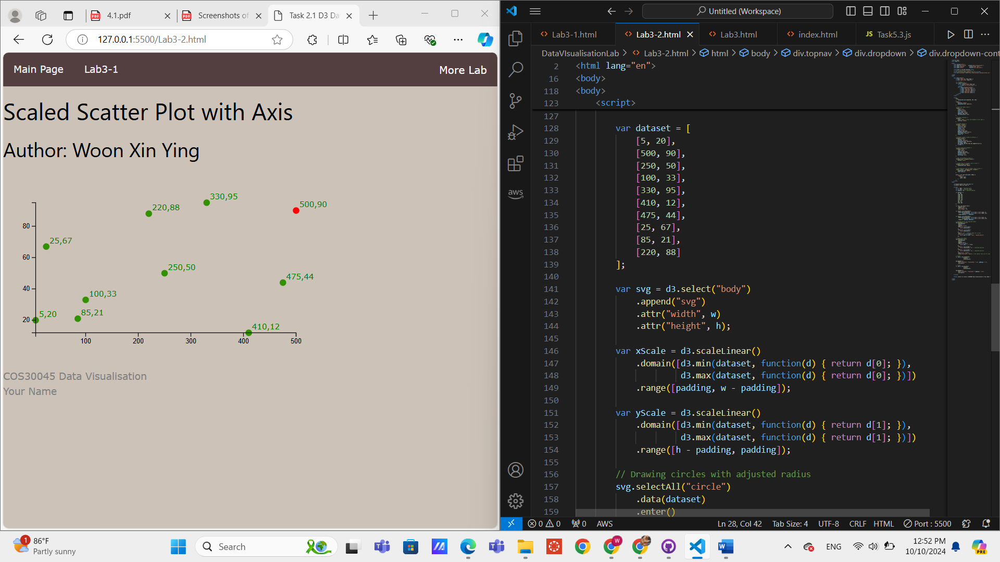 4.1.pdf
Screenshots of
Task 2.1 D3 Da
127.0.0.1:5500/Lab3-2.html
Main Page
Lab3-1
More Lab
Scaled Scatter Plot with Axis
Author: Woon Xin Ying
330,95
220,88
500,90
80
25,67
60
250,50
475,44
40
100,33
5,20
85,21
20
410,12
100
200
300
400
500
COS30045 Data Visualisation
Your Name
Untitled (Workspace)
Lab3-1.html
Lab3-2.html
Lab3.html
index.html
JS Task5.3.js
DataVIsualisationLab > Lab3-2.html > html > body > div.topnav > div.dropdown > div.dropdown-cont
2 <html lang="en">
16 <body>
118 <body>
123 <script>
127
128 var dataset = [
129 [5, 20],
130 [500, 90],
131 [250, 50],
132 [100, 33],
133 [330, 95],
134 [410, 12],
135 [475, 44],
136 [25, 67],
137 [85, 21],
138 [220, 88]
139 ];
140
141 var svg = d3.select("body")
142 .append("svg")
143 .attr("width", w)
144 .attr("height", h);
145
146 var xScale = d3.scaleLinear()
147 .domain([d3.min(dataset, function(d) { return d[0]; }),
148 d3.max(dataset, function(d) { return d[0]; })])
149 .range([padding, w - padding]);
150
151 var yScale = d3.scaleLinear()
152 .domain([d3.min(dataset, function(d) { return d[1]; }),
153 d3.max(dataset, function(d) { return d[1]; })])
154 .range([h - padding, padding]);
155
156 // Drawing circles with adjusted radius
157 svg.selectAll("circle")
158 .data(dataset)
159 .enter()
aws
0 0 0 AWS
Ln 28, Col 42 Tab Size: 4 UTF-8 CRLF HTML Port : 5500
1
86°F
Partly sunny
Search
ENG
12:52 PM
10/10/2024
PRE